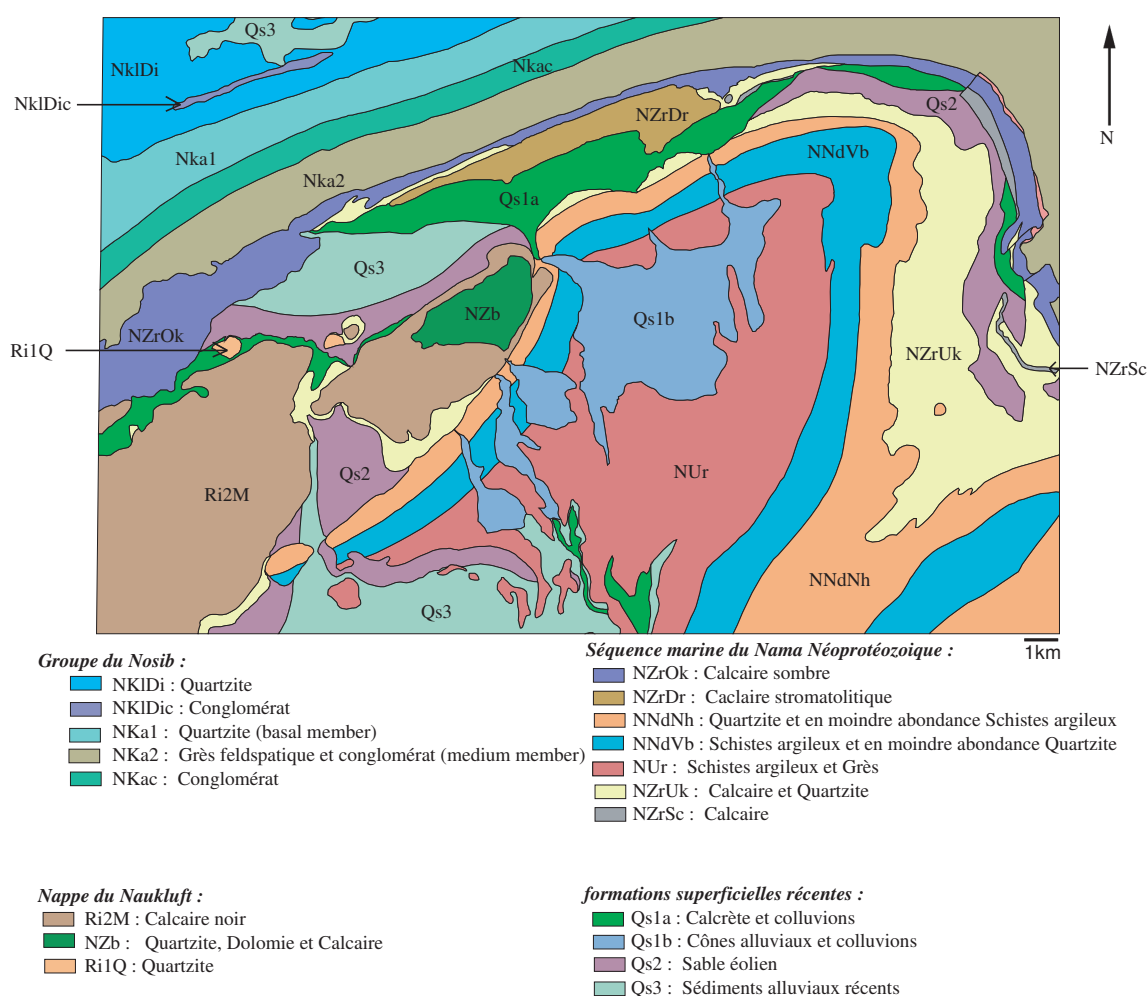 Qs3
NklDi
Nkac
N
NklDic
NZrDr
Qs2
Nka1
NNdVb
Nka2
Qs1a
Qs3
NZb
Qs1b
NZrOk
Ri1Q
NZrUk
NZrSc
Qs2
NUr
Ri2M
NNdNh
Qs3
1km
Groupe du Nosib :
NKlDi : Quartzite
NKlDic : Conglomérat
NKa1 : Quartzite (basal member)
NKa2 : Grès feldspatique et conglomérat (medium member)
NKac : Conglomérat
Séquence marine du Nama Néoprotéozoique :
NZrOk : Calcaire sombre
NZrDr : Caclaire stromatolitique
NNdNh : Quartzite et en moindre abondance Schistes argileux
NNdVb : Schistes argileux et en moindre abondance Quartzite
NUr : Schistes argileux et Grès
NZrUk : Calcaire et Quartzite
NZrSc : Calcaire
Nappe du Naukluft :
Ri2M : Calcaire noir
NZb : Quartzite, Dolomie et Calcaire
Ri1Q : Quartzite
formations superficielles récentes :
Qs1a : Calcrète et colluvions
Qs1b : Cônes alluviaux et colluvions
Qs2 : Sable éolien
Qs3 : Sédiments alluviaux récents